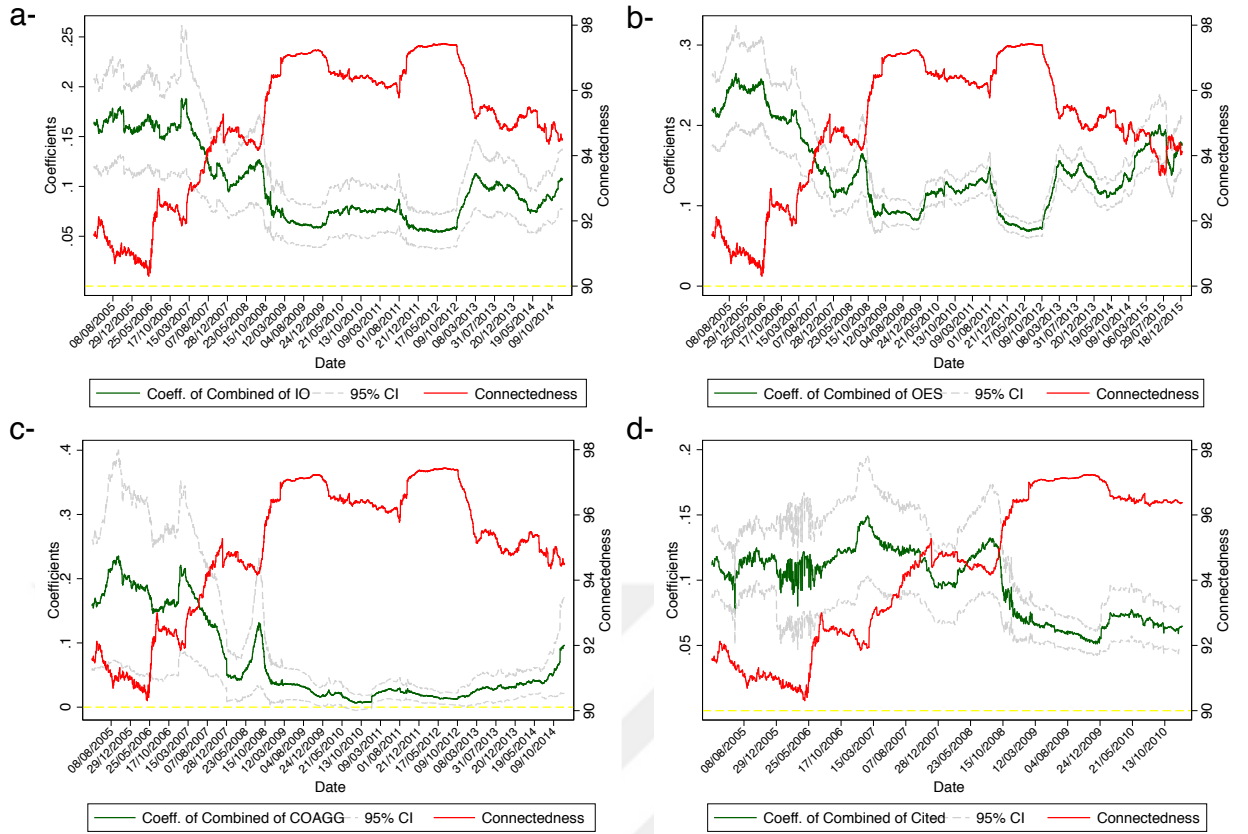 a-
Coefficients
.05 .1 .15 .2 .25
Connectedness
90 92 94 96 98
08/08/2005 29/12/2005 25/05/2006 17/10/2006 15/03/2007 07/08/2007 28/12/2007 23/05/2008 15/10/2008 12/03/2009 04/08/2009 24/12/2009 21/05/2010 13/10/2010 09/03/2011 01/08/2011 21/12/2011 17/05/2012 09/10/2012 08/03/2013 31/07/2013 20/12/2013 19/05/2014 09/10/2014
Date
Coeff. of Combined of IO 95% CI Connectedness
b-
Coefficients
0 .1 .2 .3
Connectedness
90 92 94 96 98
08/08/2005 29/12/2005 25/05/2006 17/10/2006 15/03/2007 07/08/2007 28/12/2007 23/05/2008 15/10/2008 12/03/2009 04/08/2009 24/12/2009 21/05/2010 13/10/2010 09/03/2011 01/08/2011 21/12/2011 17/05/2012 09/10/2012 08/03/2013 31/07/2013 20/12/2013 19/05/2014 09/10/2014 06/03/2015 29/07/2015 18/12/2015
Date
Coeff. of Combined of OES 95% CI Connectedness
c-
Coefficients
0 .1 .2 .3 .4
Connectedness
90 92 94 96 98
08/08/2005 29/12/2005 25/05/2006 17/10/2006 15/03/2007 07/08/2007 28/12/2007 23/05/2008 15/10/2008 12/03/2009 04/08/2009 24/12/2009 21/05/2010 13/10/2010 09/03/2011 01/08/2011 21/12/2011 17/05/2012 09/10/2012 08/03/2013 31/07/2013 20/12/2013 19/05/2014 09/10/2014
Date
Coeff. of Combined of COAGG 95% CI Connectedness
d-
Coefficients
.05 .1 .15 .2
Connectedness
90 92 94 96 98
08/08/2005 29/12/2005 25/05/2006 17/10/2006 15/03/2007 07/08/2007 28/12/2007 23/05/2008 15/10/2008 12/03/2009 04/08/2009 24/12/2009 21/05/2010 13/10/2010
Date
Coeff. of Combined of Cited 95% CI Connectedness